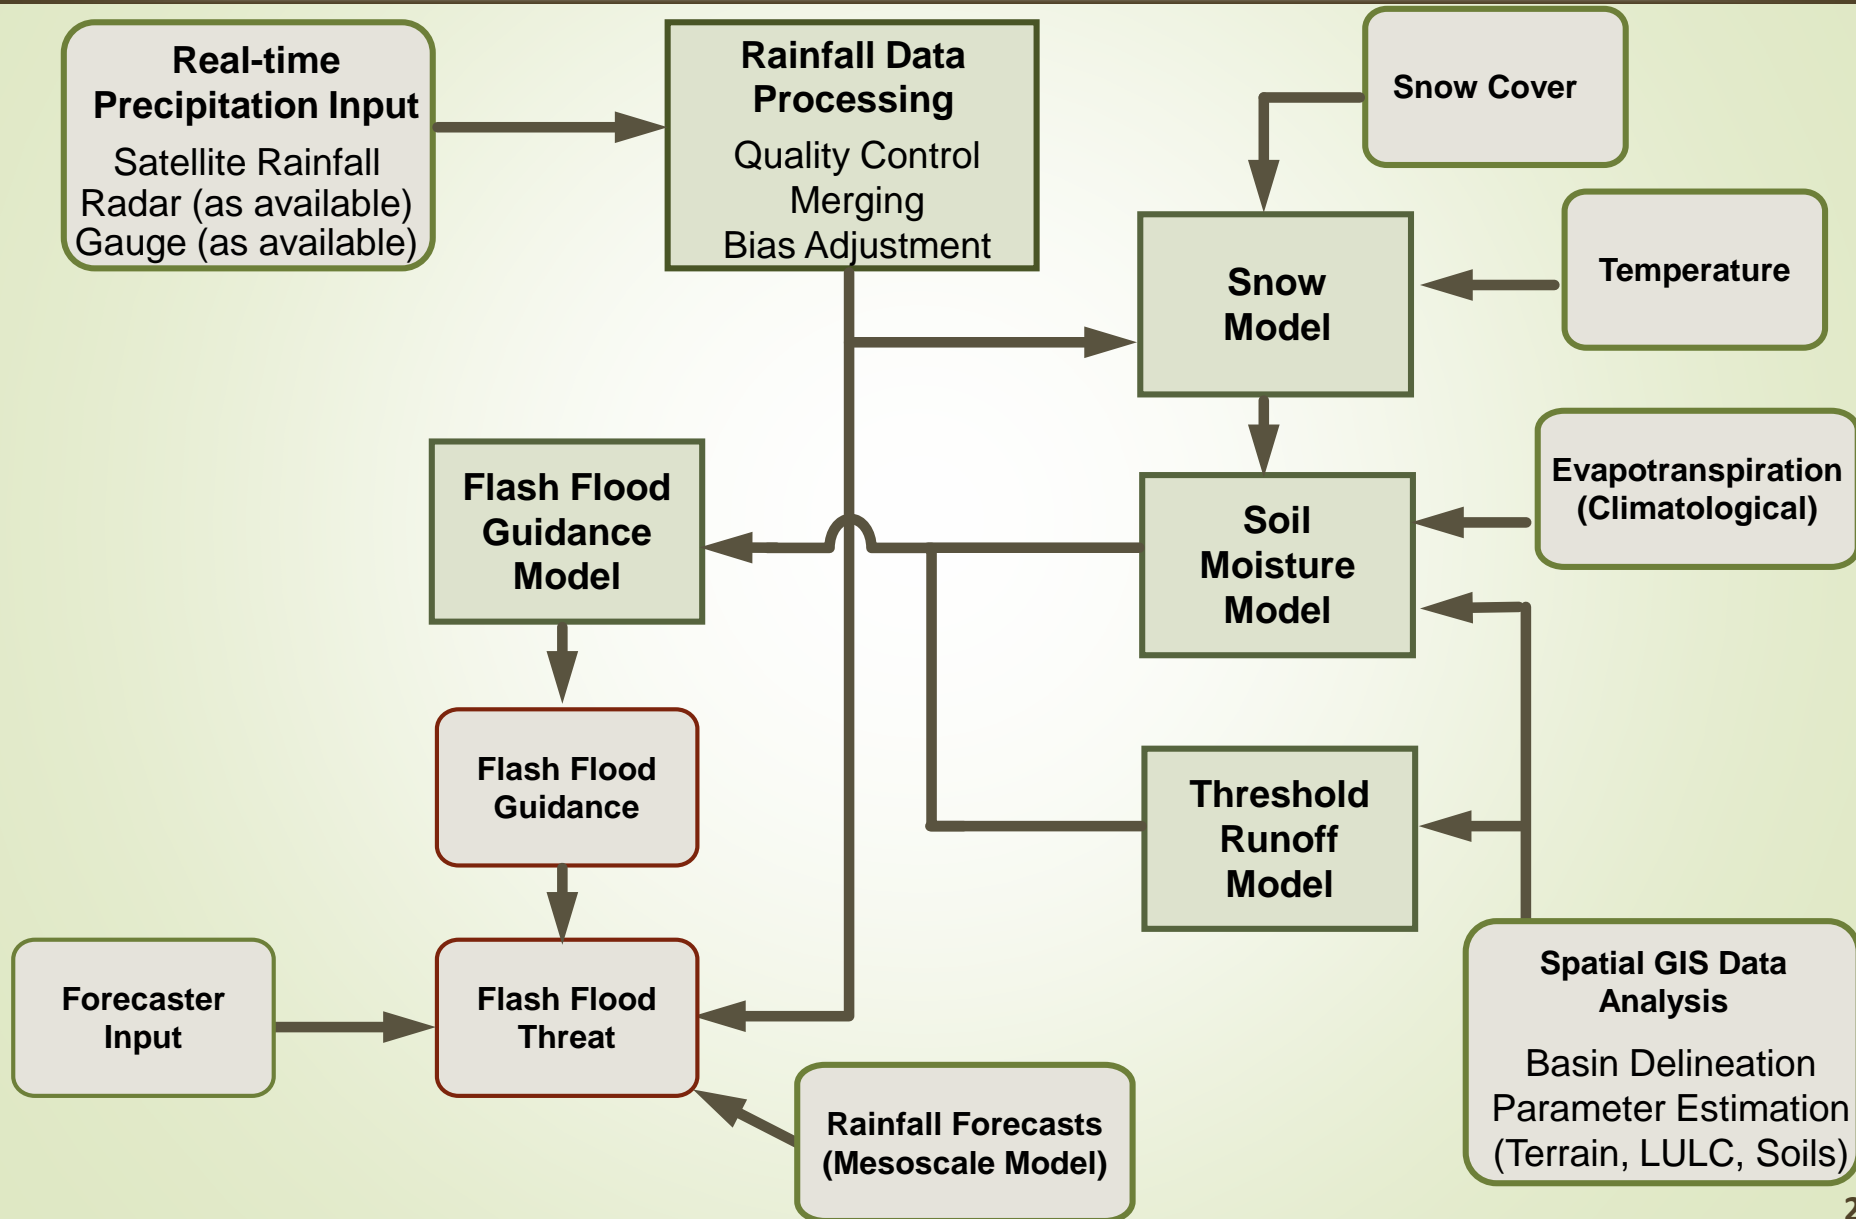 Real-time
Precipitation Input
Satellite Rainfall
Radar (as available)
Gauge (as available)
Rainfall Data
Processing
Quality Control
Merging
Bias Adjustment
Snow Cover
Temperature
Snow
Model
Evapotranspiration
(Climatological)
Flash Flood
Guidance
Model
Soil
Moisture
Model
Flash Flood
Guidance
Threshold
Runoff
Model
Forecaster
Input
Flash Flood
Threat
Spatial GIS Data
Analysis
Basin Delineation
Parameter Estimation
(Terrain, LULC, Soils)
Rainfall Forecasts
(Mesoscale Model)
2